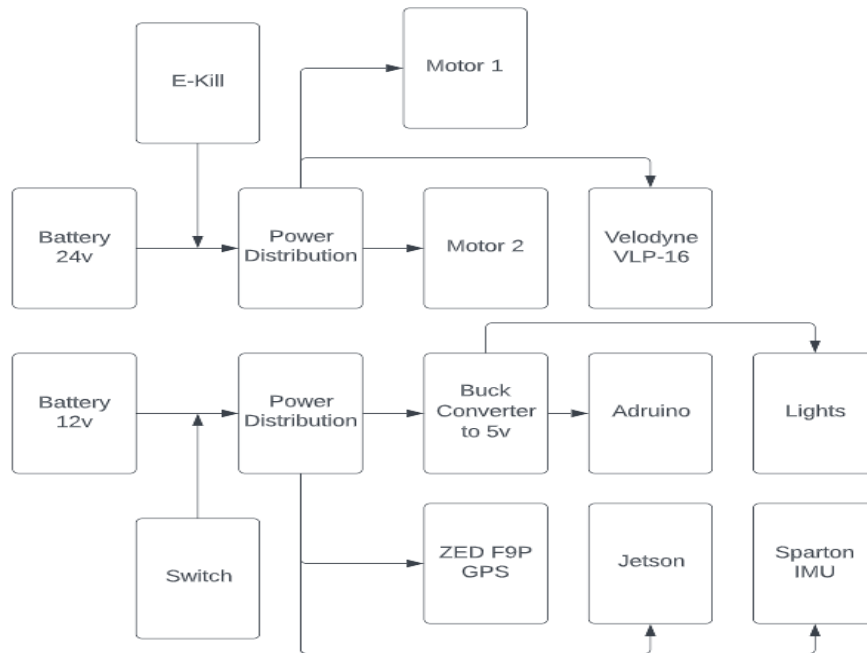 E-Kill
Motor 1
Battery
24v
Power
Distribution
Motor 2
Velodyne
VLP-16
Battery
12v
Power
Distribution
Buck
Converter
to 5v
Adruino
Lights
Switch
ZED F9P
GPS
Jetson
Sparton
IMU